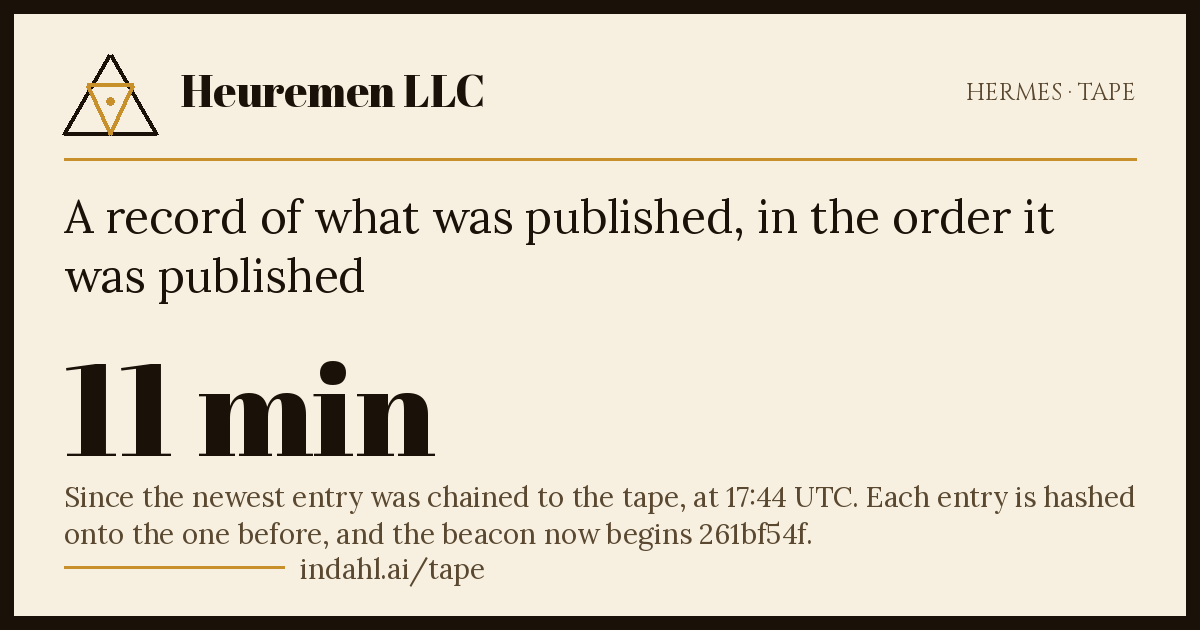 Heuremen LLC
HERMES · TAPE
A record of what was published, in the order it
was published
11 min
Since the newest entry was chained to the tape, at 17:44 UTC. Each entry is hashed
onto the one before, and the beacon now begins 261bf54f.
indahl.ai/tape